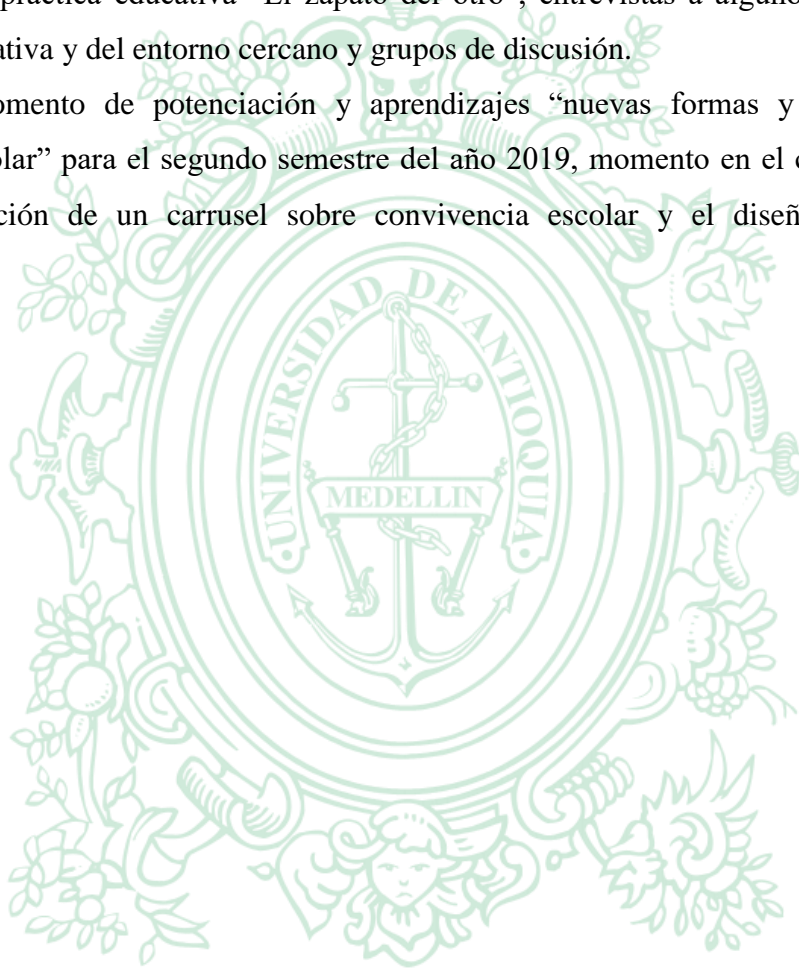 práctica educativa "El zapato del otro", entrevistas a alguno
ativa y del entorno cercano y grupos de discusión.
omento de potenciación y aprendizajes “nuevas formas y
olar” para el segundo semestre del año 2019, momento en el
ción de un carrusel sobre convivencia escolar y el diseñ
UNIVERSIDAD DE ANTIOQUIA
MEDELLIN